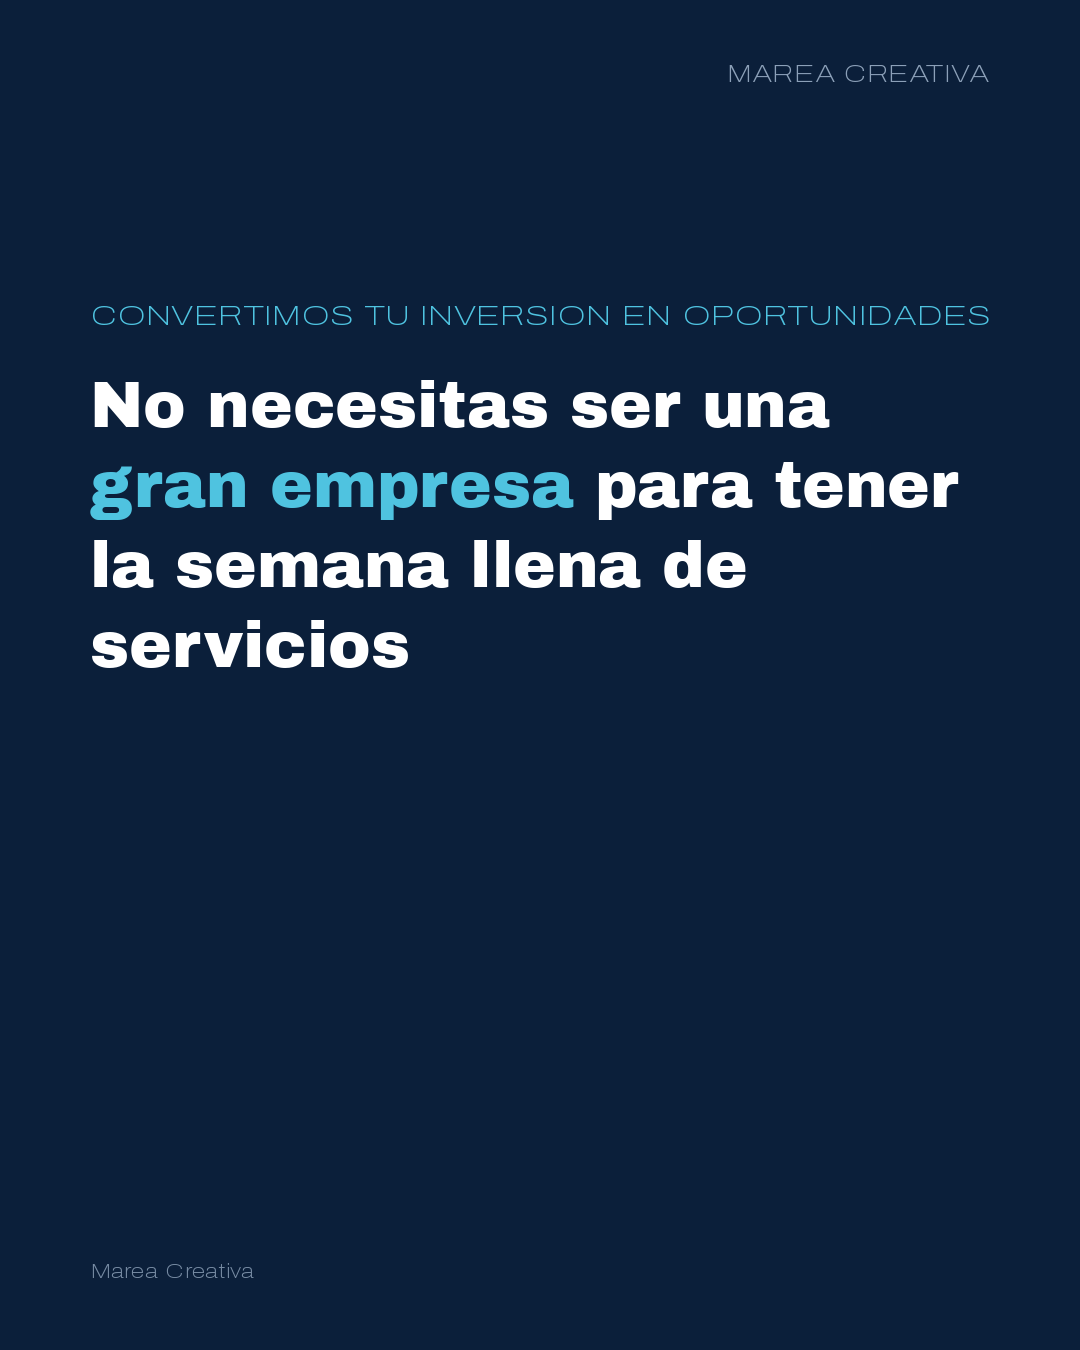 MAREA CREATIVA
CONVERTIMOS TU INVERSION EN OPORTUNIDADES
No necesitas ser una
gran empresa para tener
la semana llena de
servicios
Marea Creativa